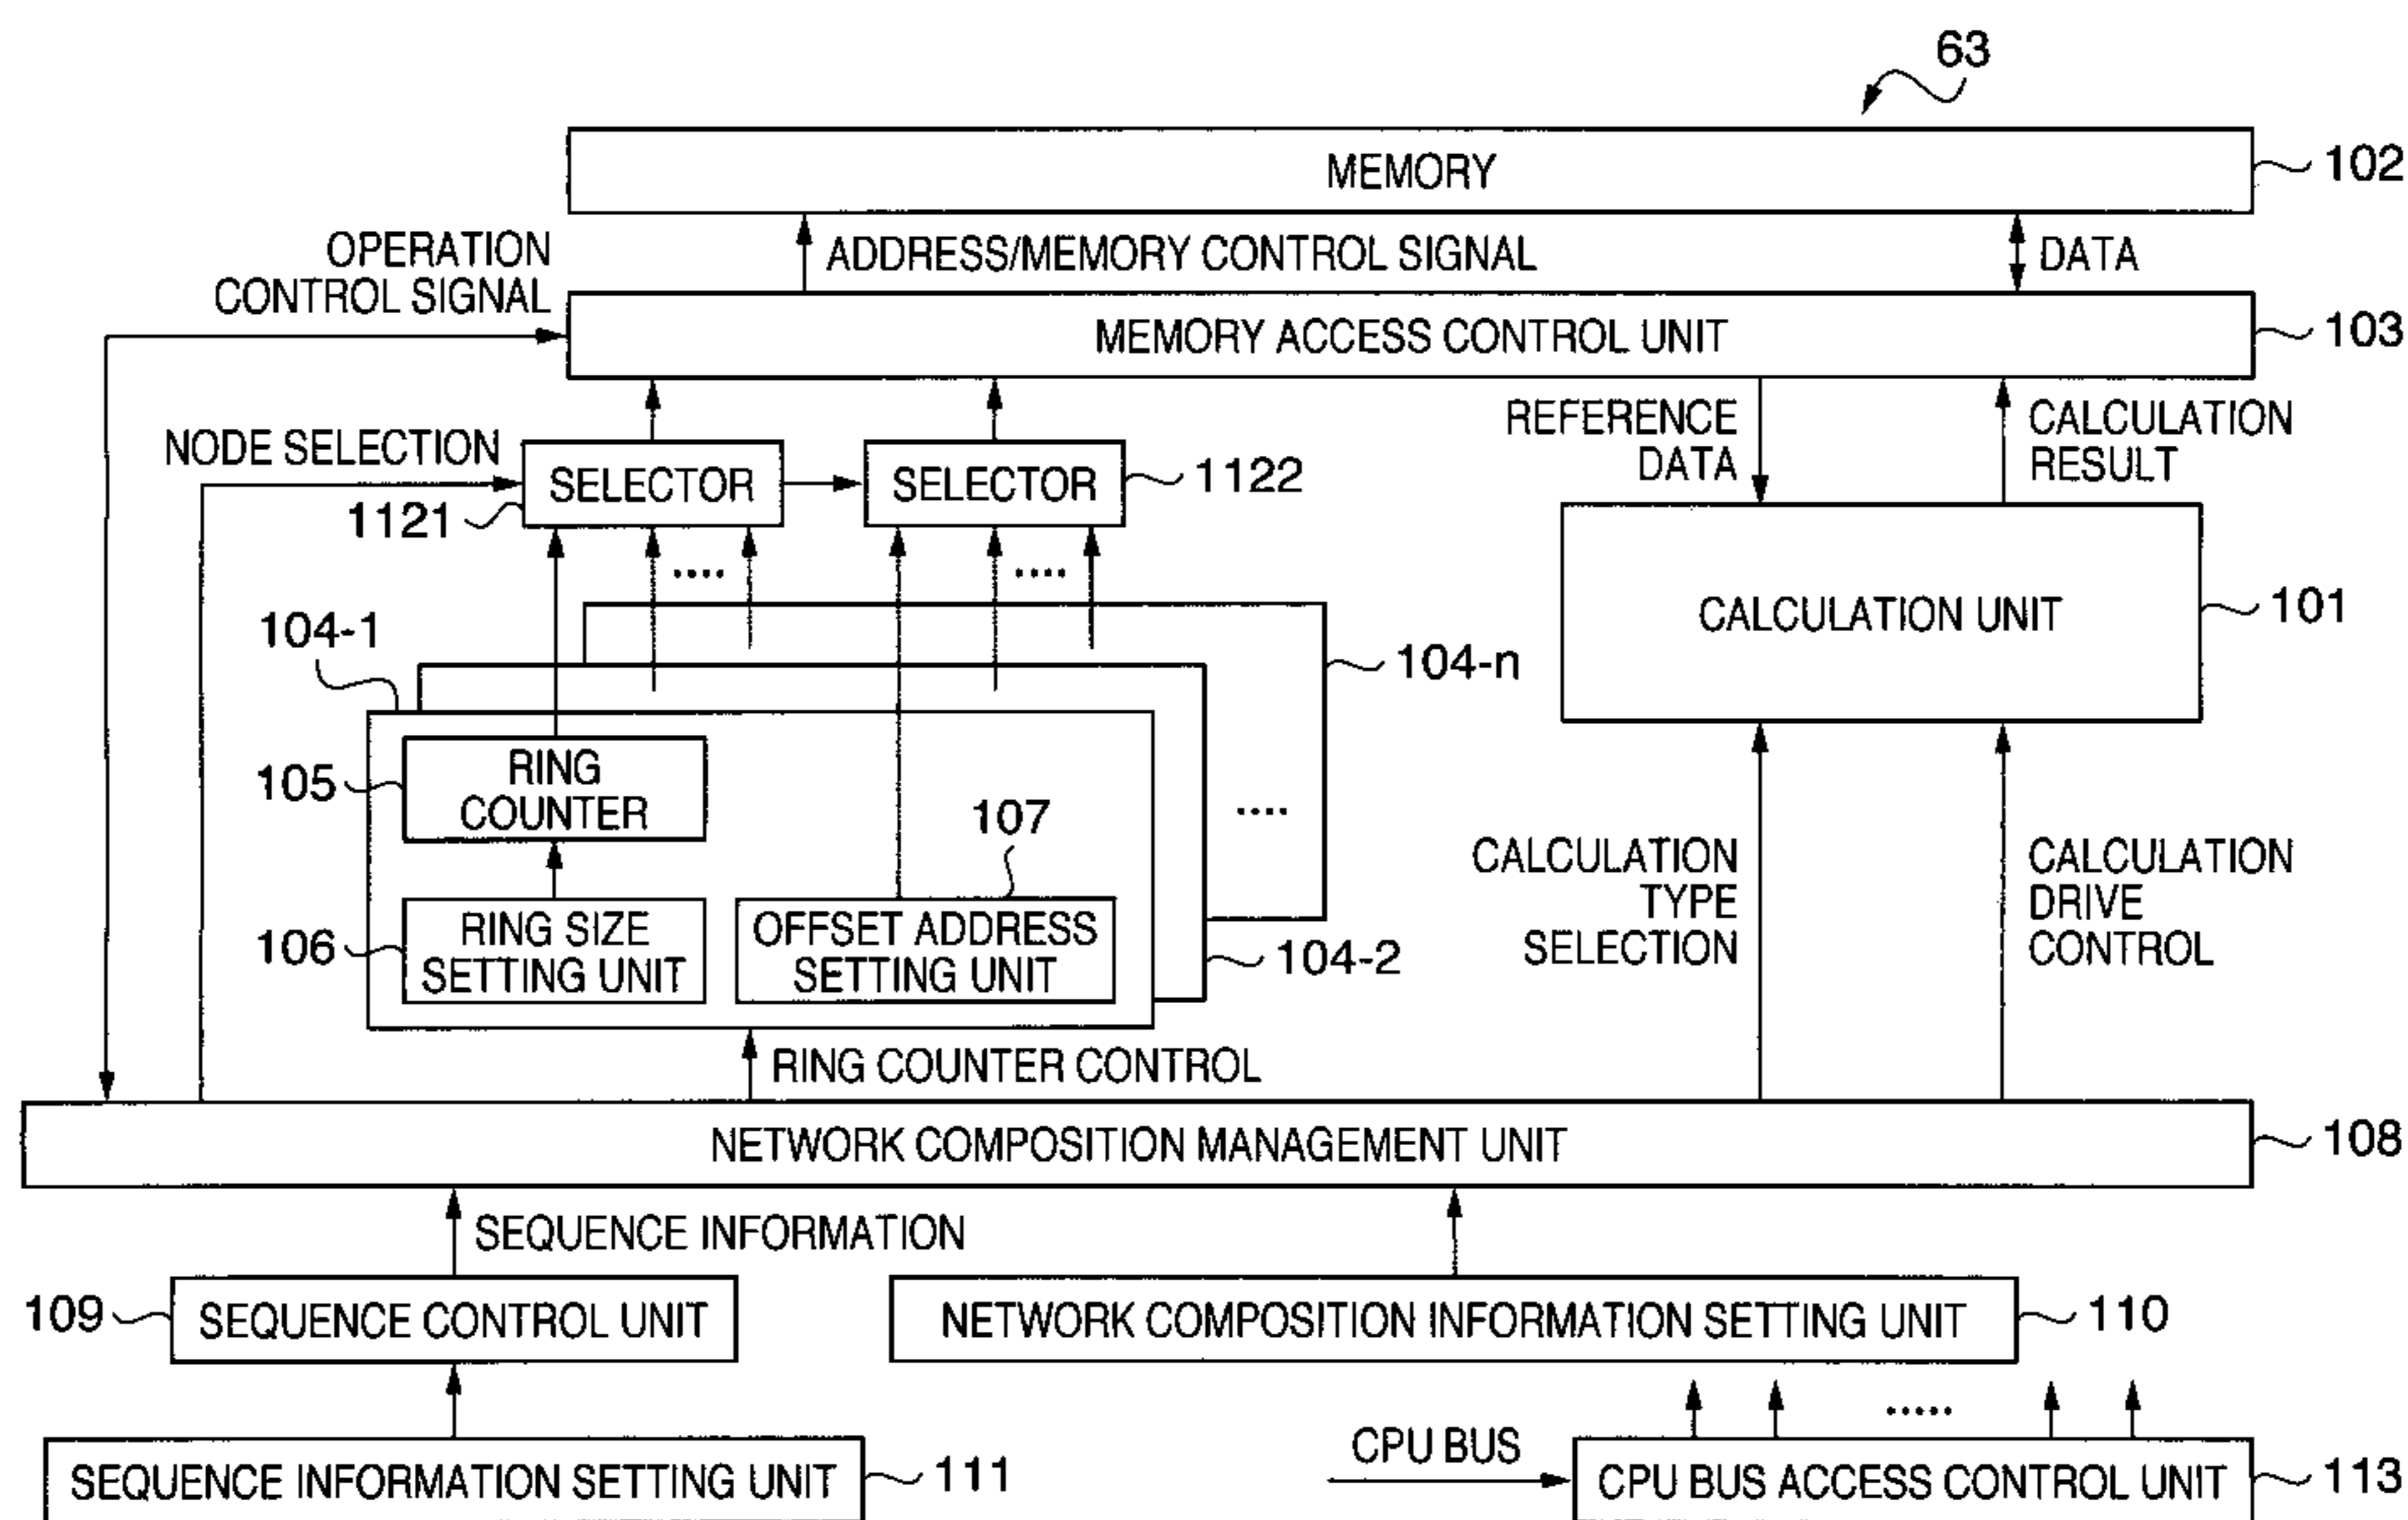 63
MEMORY
102
OPERATION
CONTROL SIGNAL
ADDRESS/MEMORY CONTROL SIGNAL
DATA
MEMORY ACCESS CONTROL UNIT
103
NODE SELECTION
REFERENCE
DATA
CALCULATION
RESULT
SELECTOR
1121
SELECTOR
1122
....
....
CALCULATION UNIT
101
104-1
104-n
RING
COUNTER
105
107
....
RING SIZE
SETTING UNIT
106
OFFSET ADDRESS
SETTING UNIT
104-2
CALCULATION
TYPE
SELECTION
CALCULATION
DRIVE
CONTROL
RING COUNTER CONTROL
NETWORK COMPOSITION MANAGEMENT UNIT
108
SEQUENCE INFORMATION
109
SEQUENCE CONTROL UNIT
NETWORK COMPOSITION INFORMATION SETTING UNIT
110
.....
CPU BUS
SEQUENCE INFORMATION SETTING UNIT
111
CPU BUS ACCESS CONTROL UNIT
113